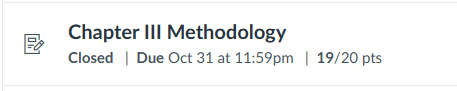 Chapter III Methodology
Closed | Due Oct 31 at 11:59pm | 19/20 pts